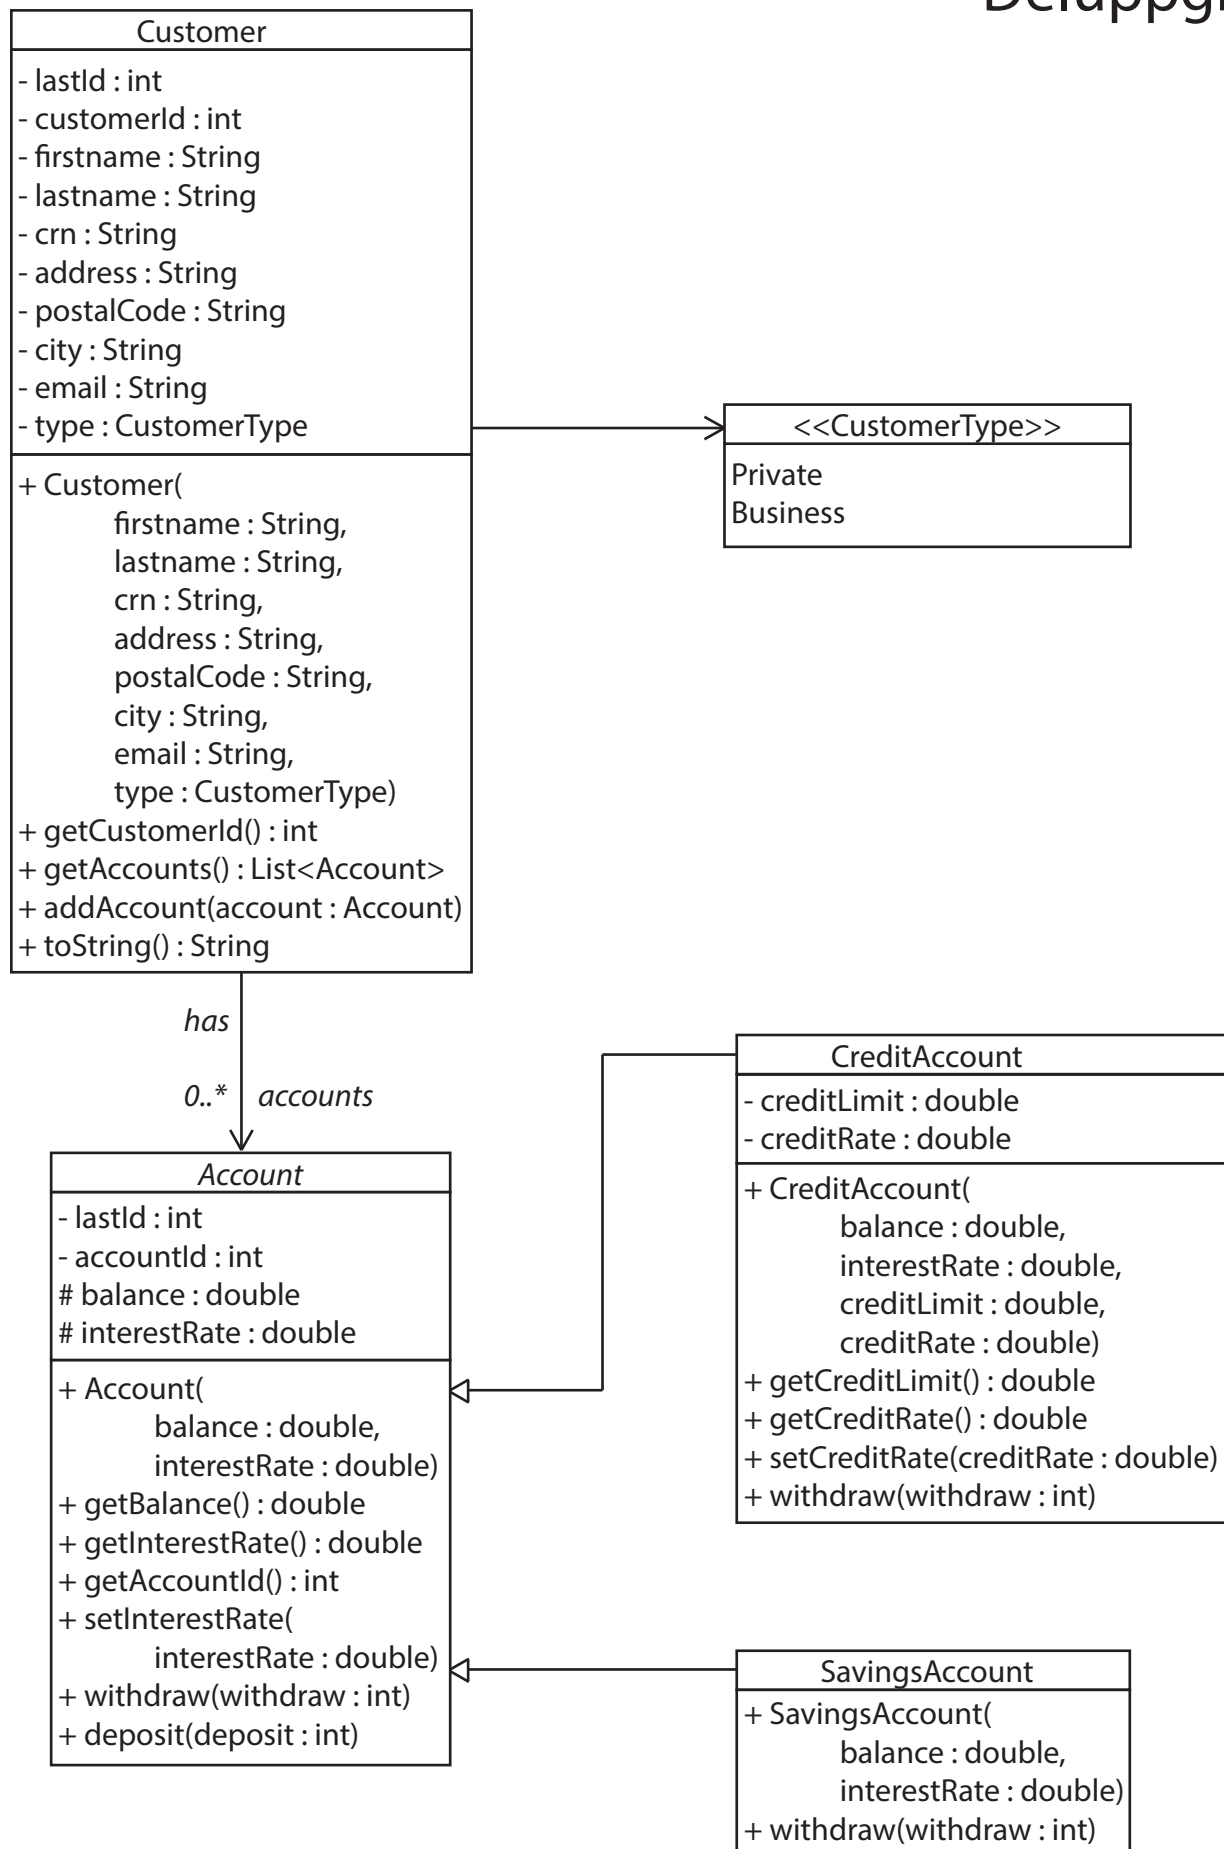 Customer
- lastId : int
- customerId : int
- firstname : String
- lastname : String
- crn : String
- address : String
- postalCode : String
- city : String
- email : String
- type : CustomerType
+ Customer(
firstname : String,
lastname : String,
crn : String,
address : String,
postalCode : String,
city : String,
email : String,
type : CustomerType)
+ getCustomerId() : int
+ getAccounts() : List<Account>
+ addAccount(account : Account)
+ toString() : String
<<CustomerType>>
Private
Business
has
0..* accounts
Account
- lastId : int
- accountId : int
# balance : double
# interestRate : double
+ Account(
balance : double,
interestRate : double)
+ getBalance() : double
+ getInterestRate() : double
+ getAccountId() : int
+ setInterestRate(
interestRate : double)
+ withdraw(withdraw : int)
+ deposit(deposit : int)
CreditAccount
- creditLimit : double
- creditRate : double
+ CreditAccount(
balance : double,
interestRate : double,
creditLimit : double,
creditRate : double)
+ getCreditLimit() : double
+ getCreditRate() : double
+ setCreditRate(creditRate : double)
+ withdraw(withdraw : int)
SavingsAccount
+ SavingsAccount(
balance : double,
interestRate : double)
+ withdraw(withdraw : int)